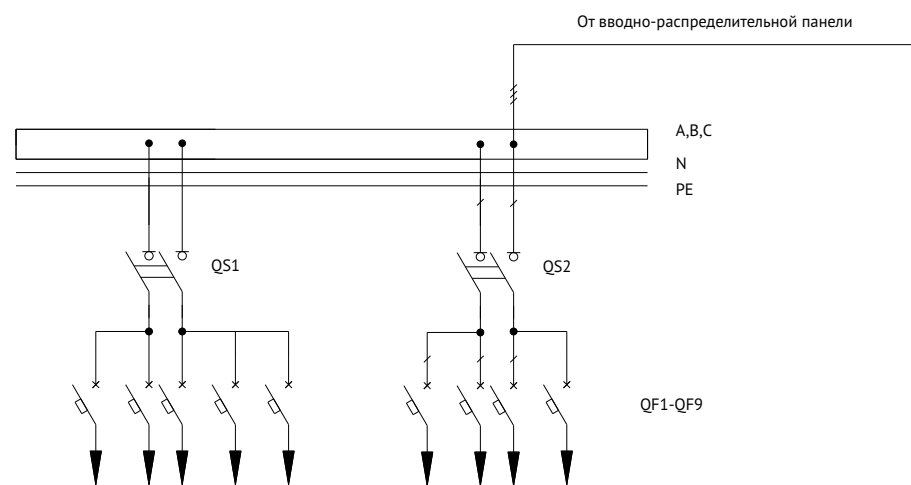 От вводно-распределительной панели
A,B,C
N
PE
QS1
QS2
QF1-QF9